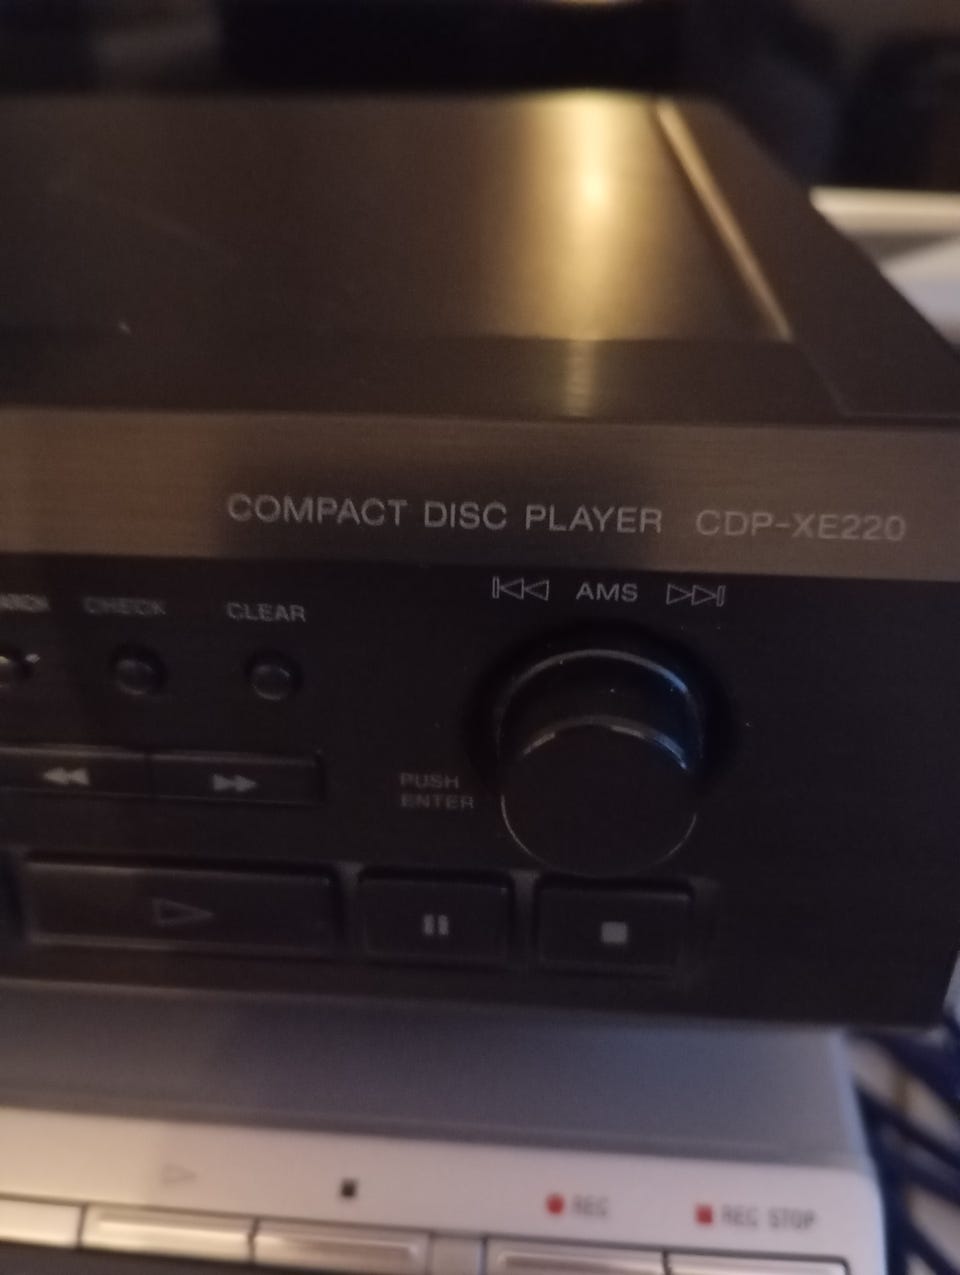 COMPACT DISC PLAYER CDP-XE220
AMS
CHECK CLEAR
PUSH
ENTER
REC REC STOP